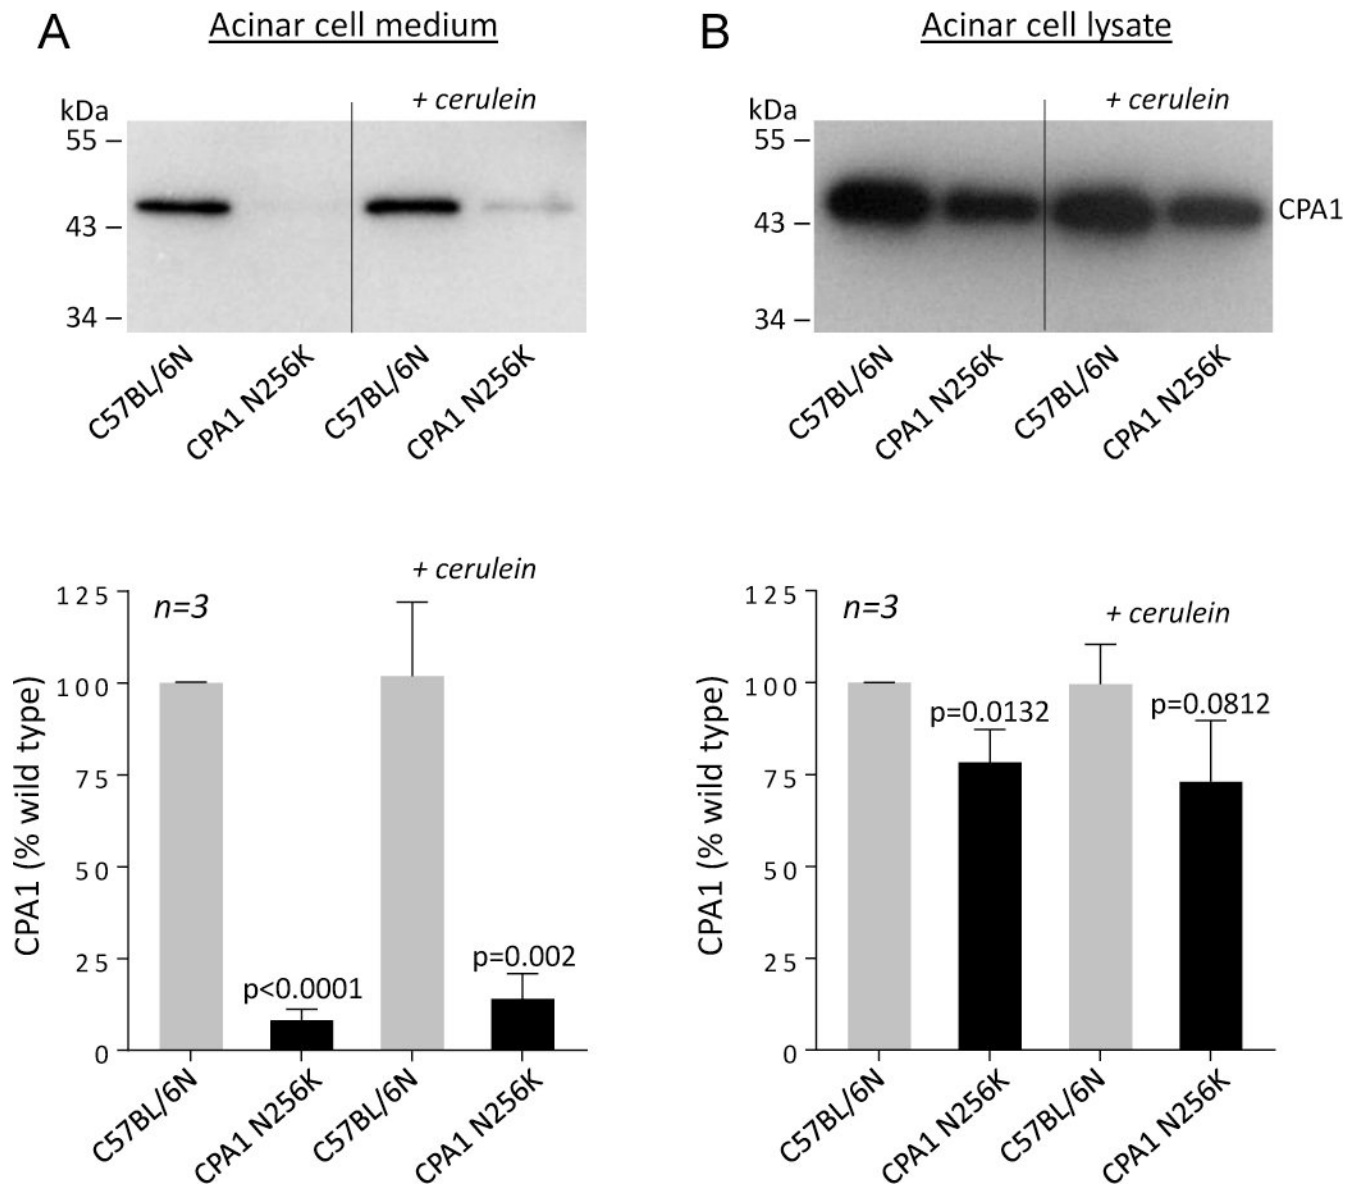 A
Acinar cell medium
+ cerulein
kDa
55
43
34
C57BL/6N
CPA1 N256K
C57BL/6N
CPA1 N256K
B
Acinar cell lysate
+ cerulein
kDa
55
43
34
CPA1
C57BL/6N
CPA1 N256K
C57BL/6N
CPA1 N256K
+ cerulein
n=3
CPA1 (% wild type)
125
100
75
50
25
0
p<0.0001
p=0.002
C57BL/6N
CPA1 N256K
C57BL/6N
CPA1 N256K
+ cerulein
n=3
CPA1 (% wild type)
125
100
75
50
25
0
p=0.0132
p=0.0812
C57BL/6N
CPA1 N256K
C57BL/6N
CPA1 N256K